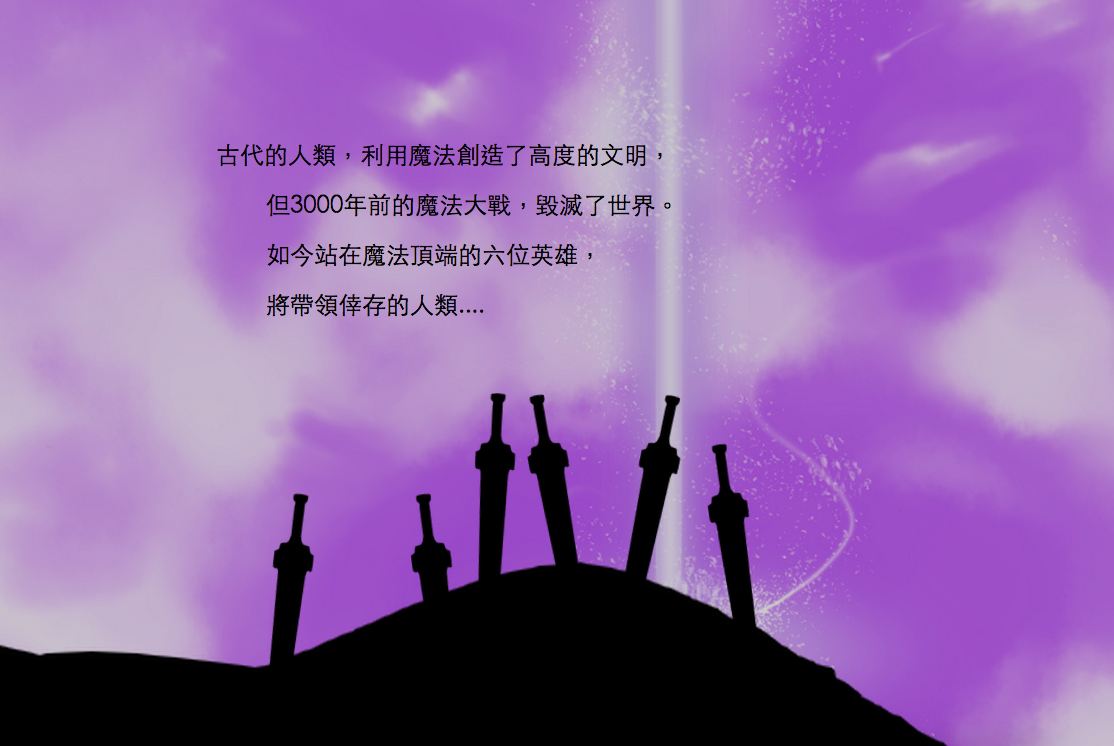 古代的人類，利用魔法創造了高度的文明，
但3000年前的魔法大戰，毀滅了世界。
如今站在魔法頂端的六位英雄，
將帶領倖存的人類....